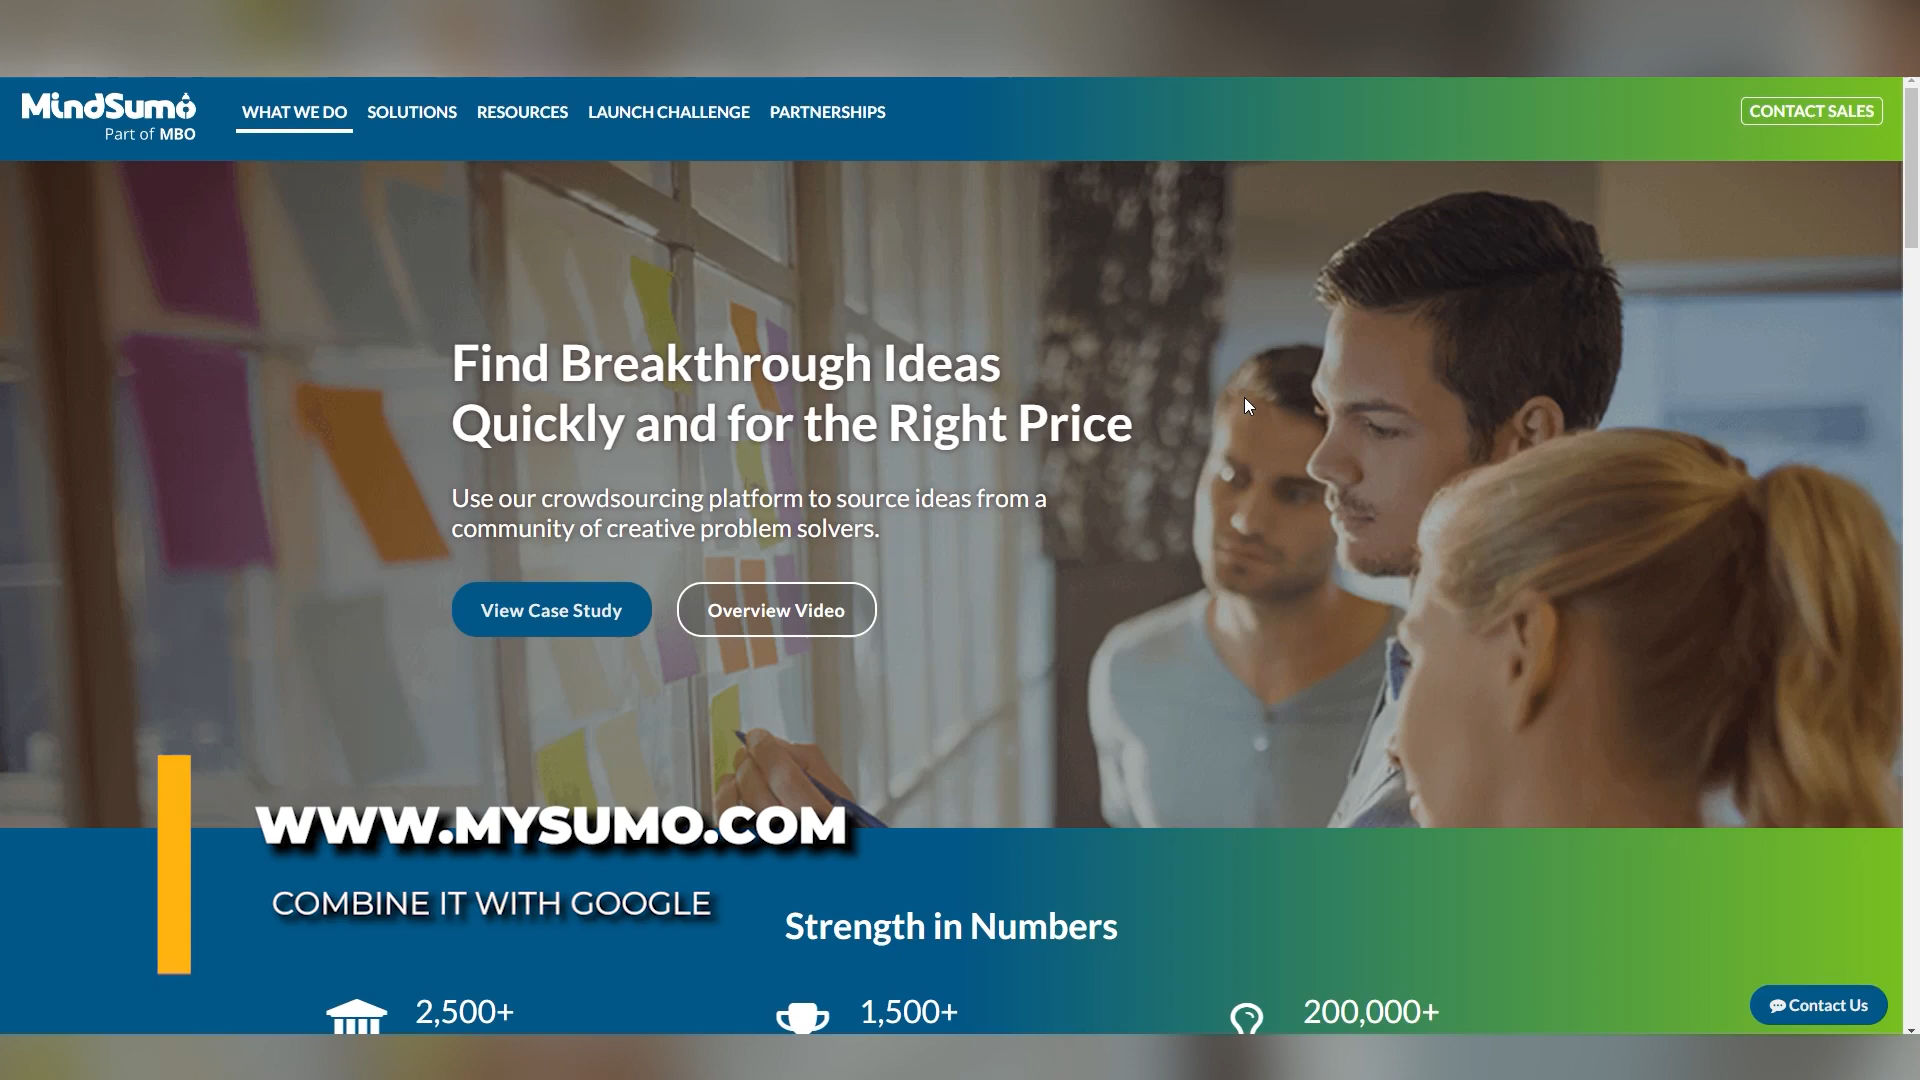 MindSumo
Part of MBO
WHAT WE DO
SOLUTIONS
RESOURCES
LAUNCH CHALLENGE
PARTNERSHIPS
CONTACT SALES
Find Breakthrough Ideas
Quickly and for the Right Price
Use our crowdsourcing platform to source ideas from a
community of creative problem solvers.
View Case Study
Overview Video
WWW.MYSUMO.COM
COMBINE IT WITH GOOGLE
Strength in Numbers
2,500+
1,500+
200,000+
Contact Us